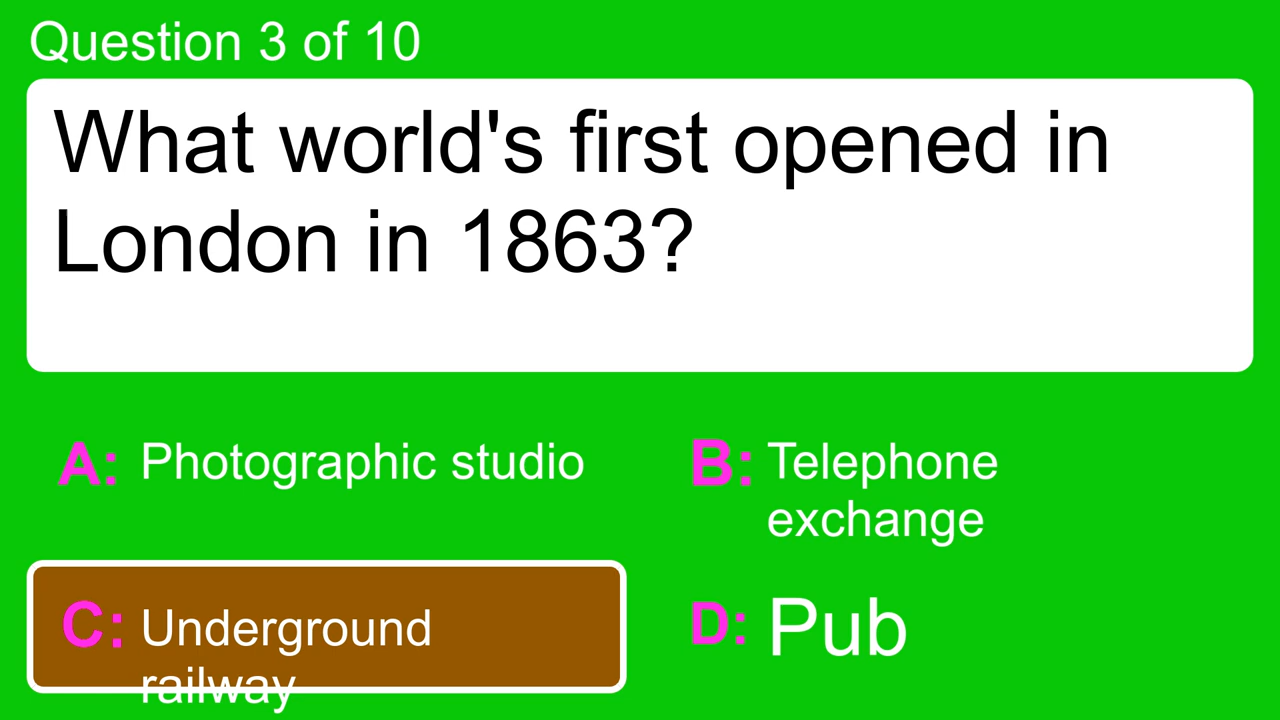 Question 3 of 10
What world's first opened in
London in 1863?
A: Photographic studio
B: Telephone
exchange
C: Underground
railway
D: Pub